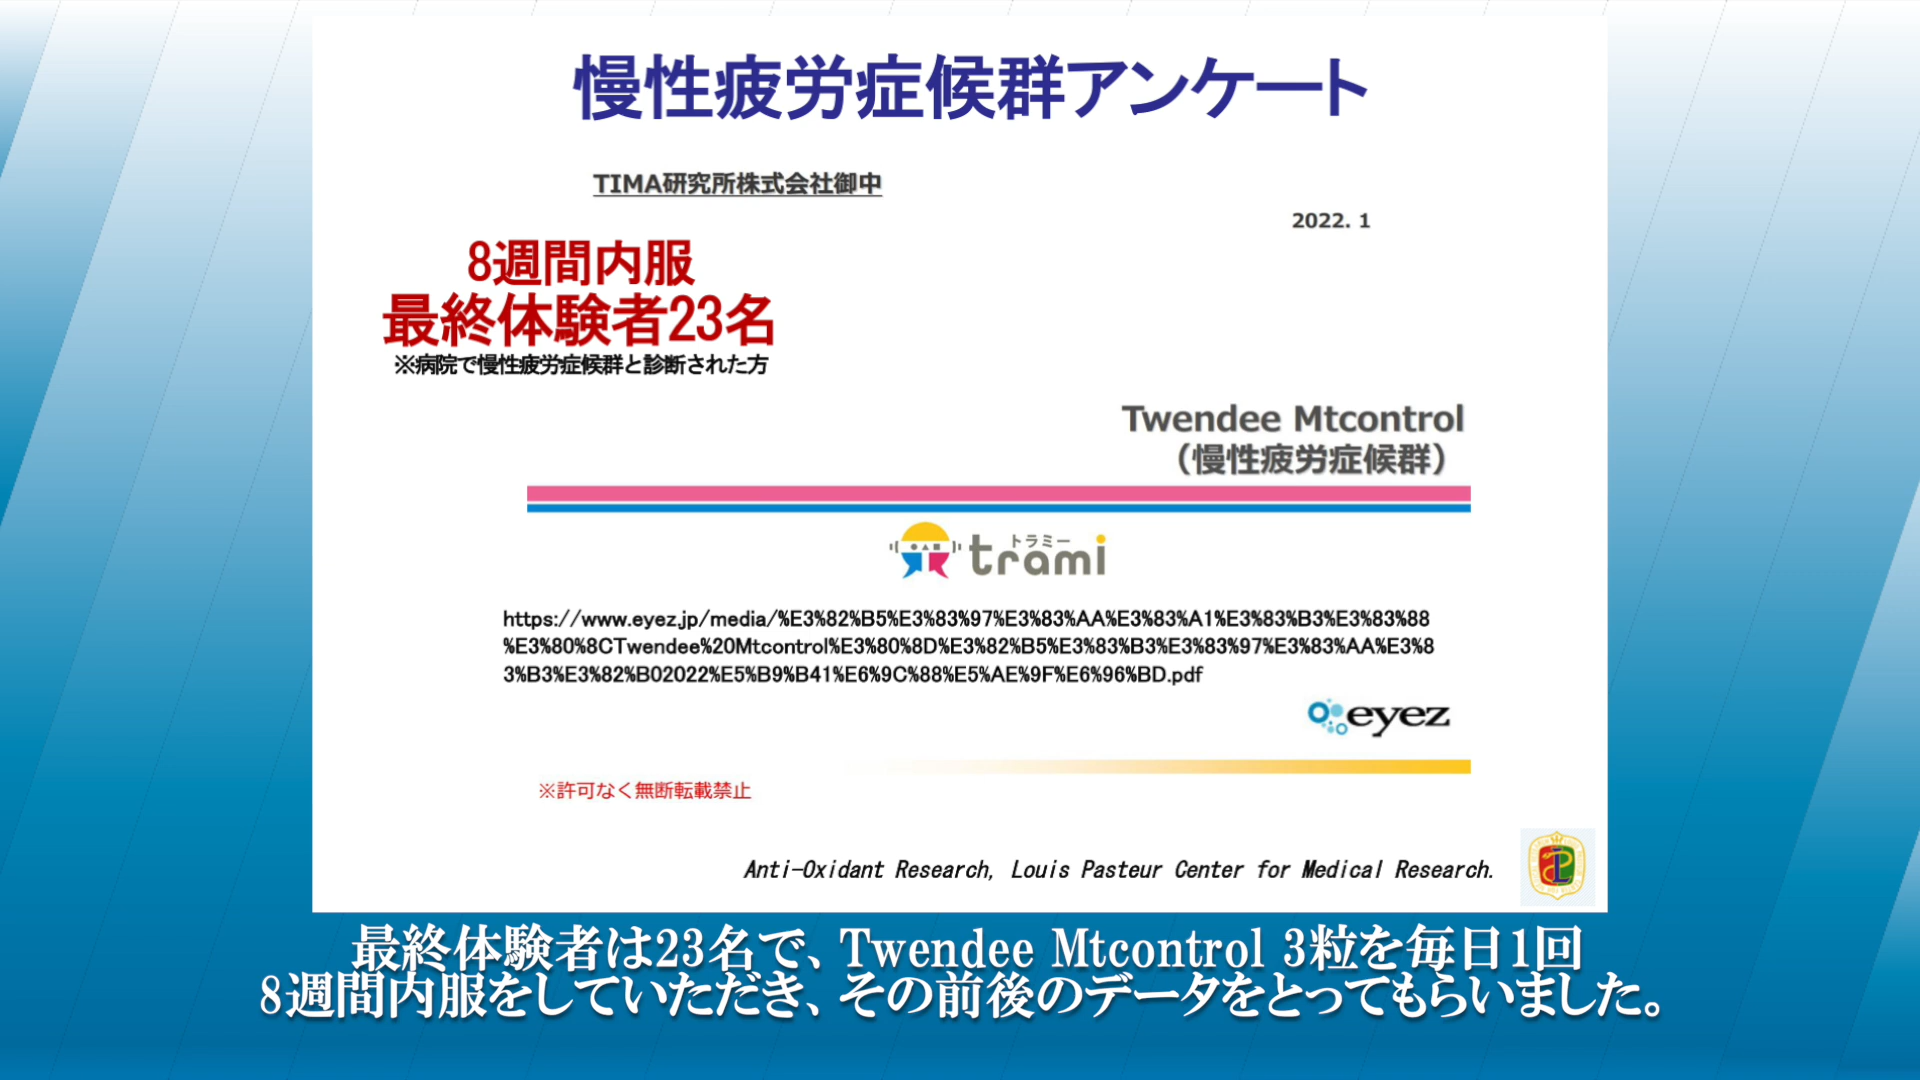 慢性疲労症候群アンケート
TIMA研究所株式会社御中
2022. 1
8週間内服
最終体験者23名
※病院で慢性疲労症候群と診断された方
Twendee Mtcontrol
（慢性疲労症候群）
トラミー
trami
https://www.eyez.jp/media/%E3%82%B5%E3%83%97%E3%83%AA%E3%83%A1%E3%83%B3%E3%83%88
%E3%80%8CTwendee%20Mtcontrol%E3%80%8D%E3%82%B5%E3%83%B3%E3%83%97%E3%83%AA%E3%8
3%B3%E3%82%B02022%E5%B9%B41%E6%9C%88%E5%AE%9F%E6%96%BD.pdf
eyez
※許可なく無断転載禁止
Anti-Oxidant Research, Louis Pasteur Center for Medical Research.
最終体験者は23名で、Twendee Mtcontrol 3粒を毎日1回
8週間内服をしていただき、その前後のデータをとってもらいました。